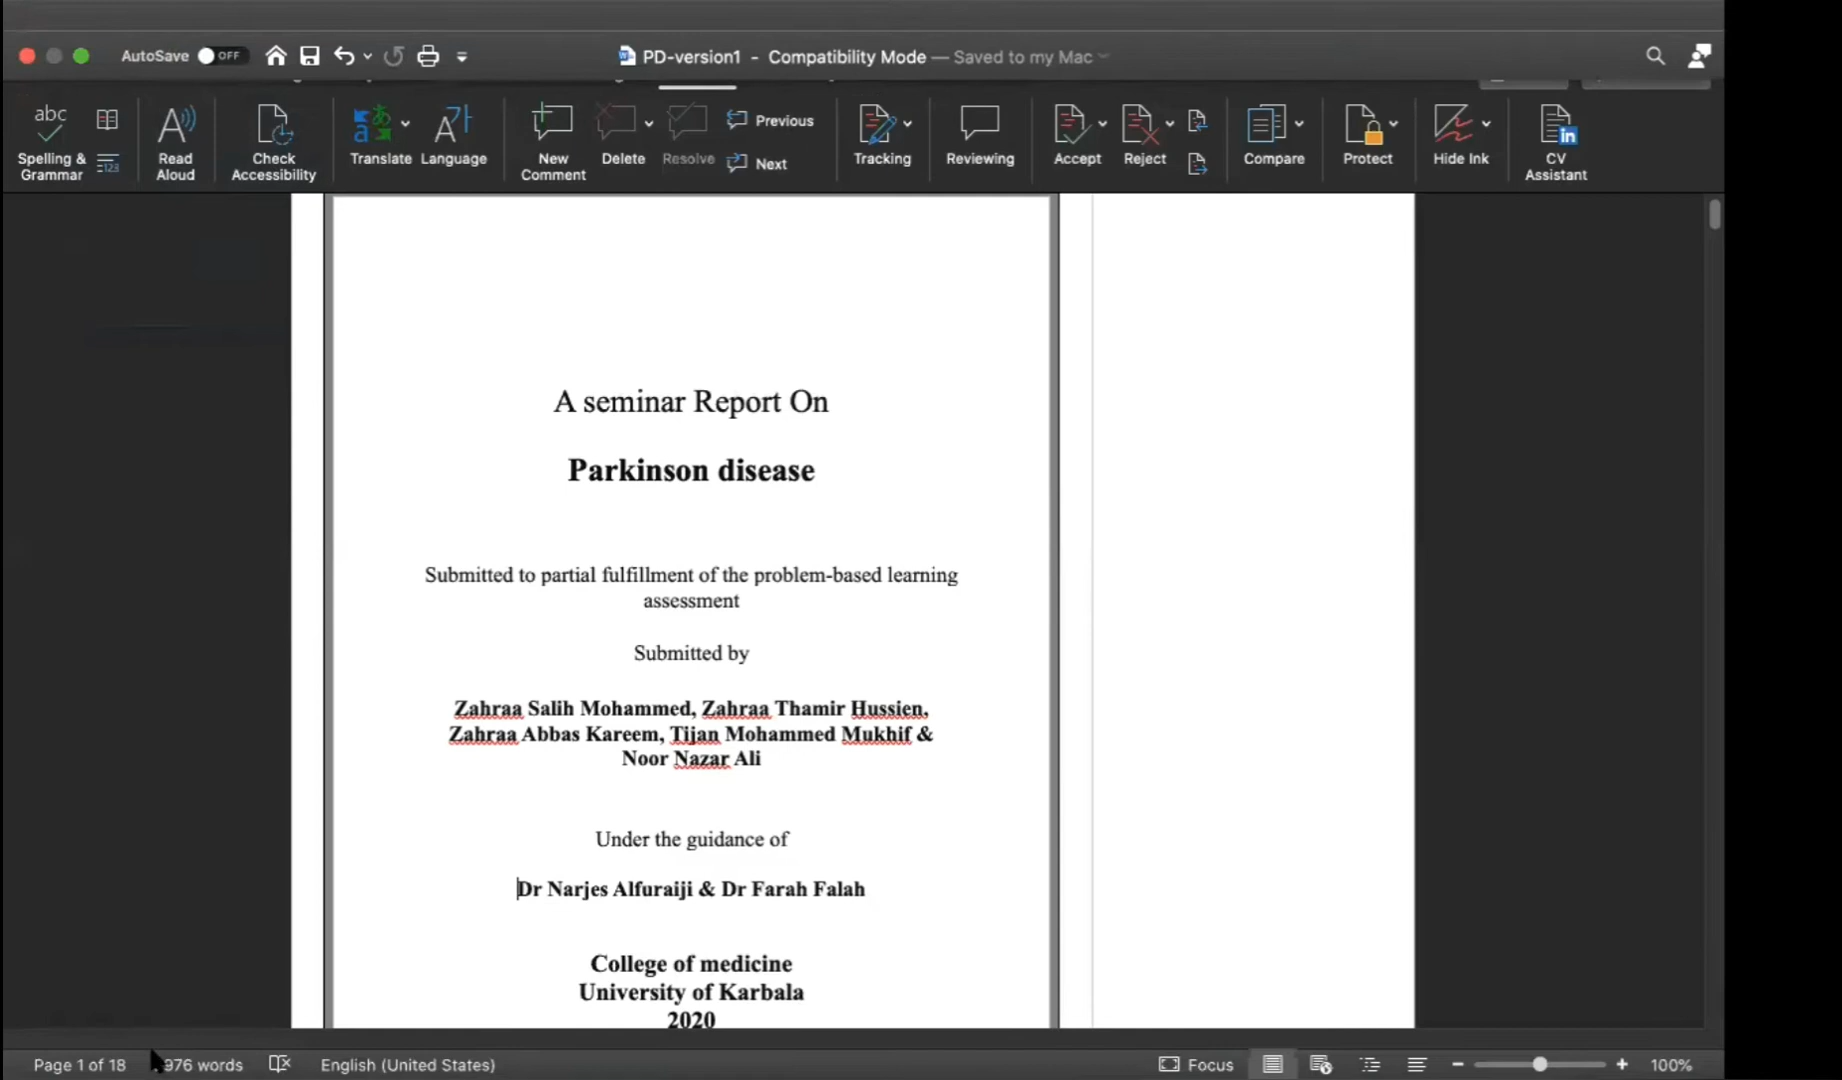 AutoSave OFF PD-version1 - Compatibility Mode — Saved to my Mac
abc
Spelling &
Grammar
123
Read
Aloud
Check
Accessibility
Translate
Language
New
Comment
Delete
Resolve
Previous
Next
Tracking
Reviewing
Accept
Reject
Compare
Protect
Hide Ink
CV
Assistant
A seminar Report On
Parkinson disease
Submitted to partial fulfillment of the problem-based learning
assessment
Submitted by
Zahraa Salih Mohammed, Zahraa Thamir Hussien,
Zahraa Abbas Kareem, Tijan Mohammed Mukhif &
Noor Nazar Ali
Under the guidance of
Dr Narjes Alfuraiji & Dr Farah Falah
College of medicine
University of Karbala
2020
Page 1 of 18 976 words English (United States) Focus 100%